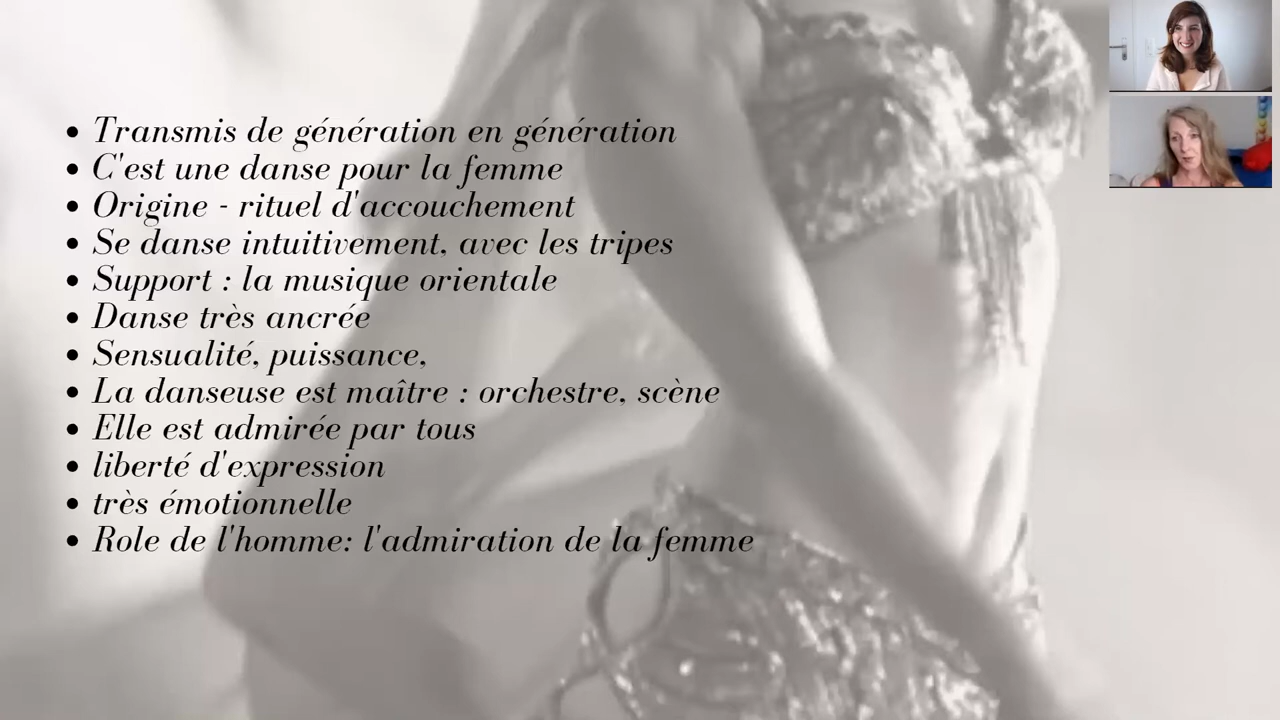 • Transmis de génération en génération
• C'est une danse pour la femme
• Origine - rituel d'accouchement
• Se danse intuitivement, avec les tripes
• Support : la musique orientale
• Danse très ancrée
• Sensualité, puissance,
• La danseuse est maître : orchestre, scène
• Elle est admirée par tous
• liberté d'expression
• très émotionnelle
• Role de l'homme: l'admiration de la femme